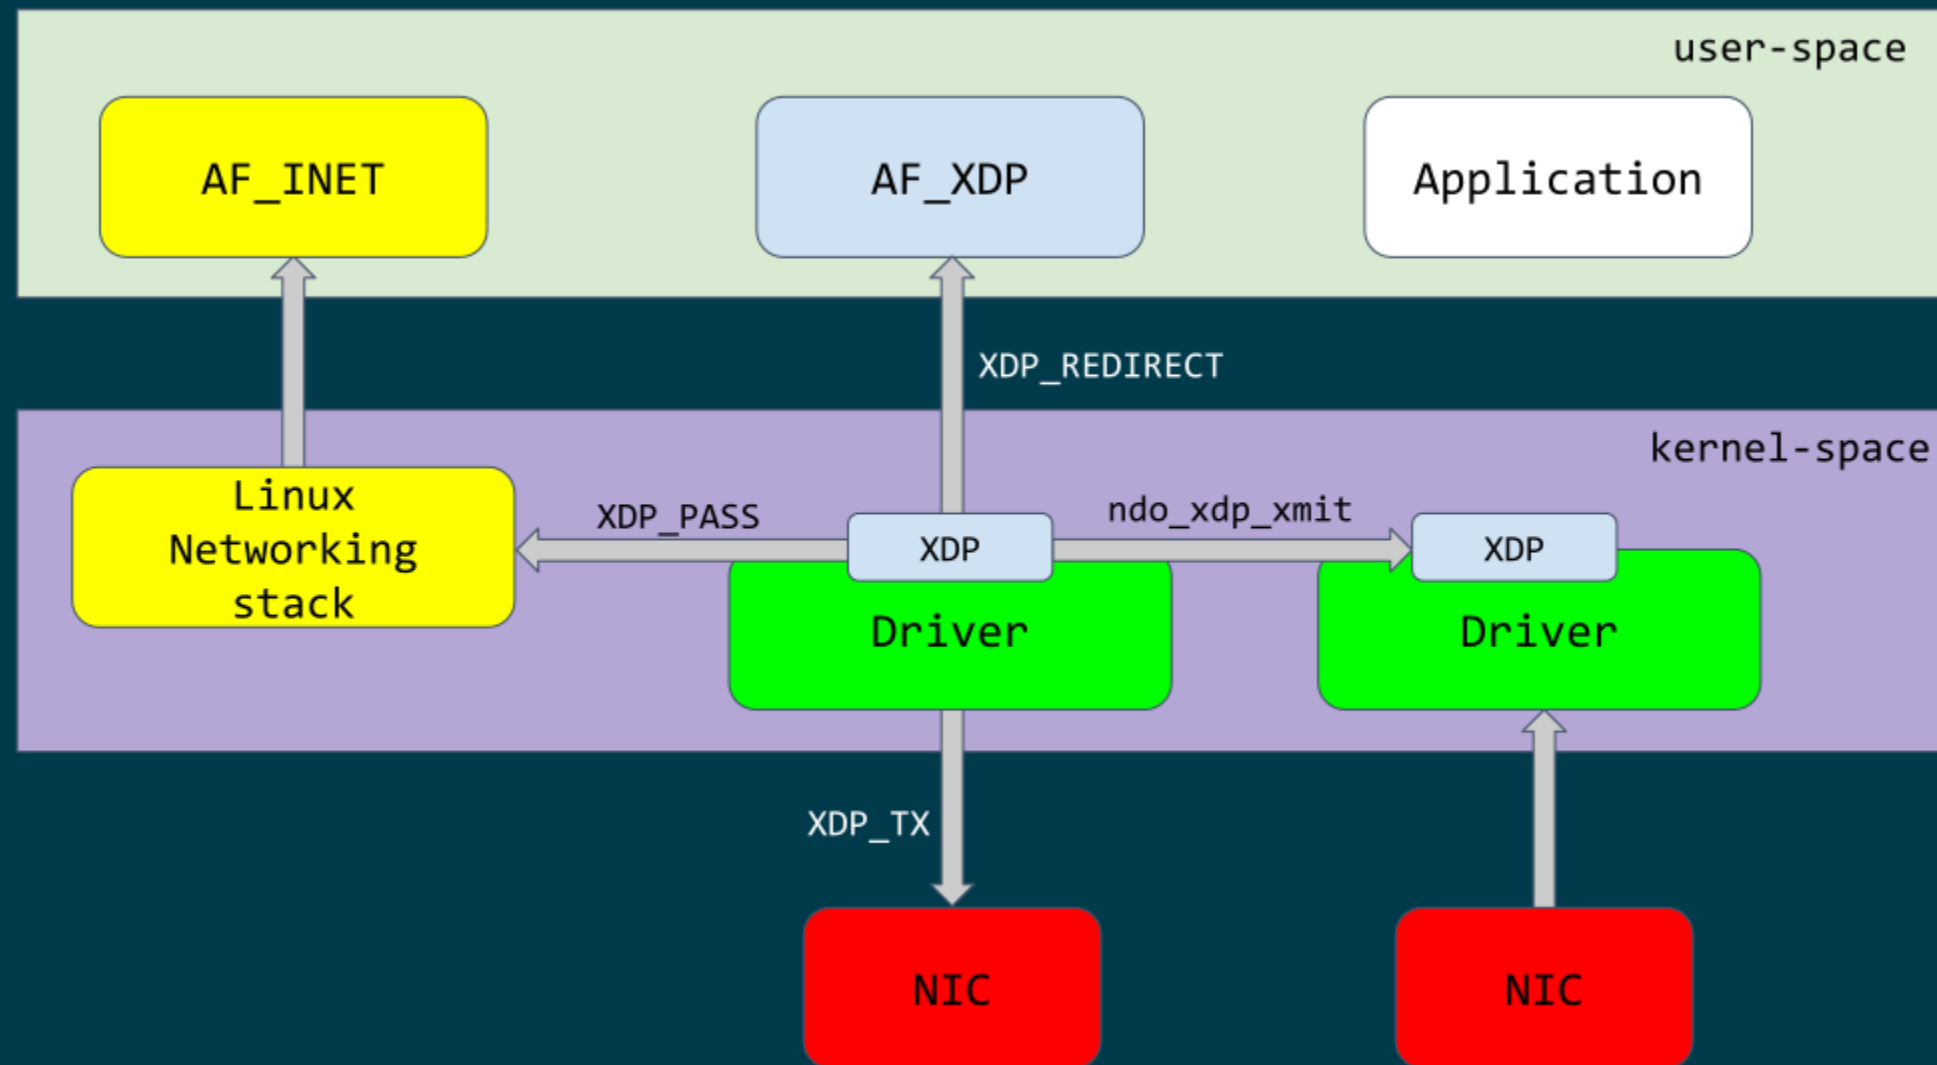 user-space
AF_INET
AF_XDP
Application
XDP_REDIRECT
kernel-space
Linux
Networking
stack
XDP_PASS
XDP
ndo_xdp_xmit
XDP
Driver
Driver
XDP_TX
NIC
NIC